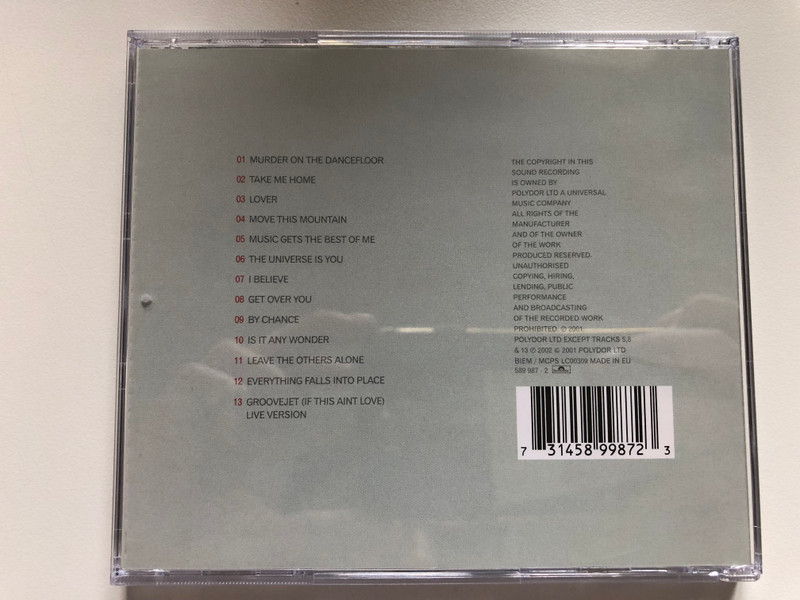 01 MURDER ON THE DANCEFLOOR
02 TAKE ME HOME
03 LOVER
04 MOVE THIS MOUNTAIN
05 MUSIC GETS THE BEST OF ME
06 THE UNIVERSE IS YOU
07 I BELIEVE
08 GET OVER YOU
09 BY CHANCE
10 IS IT ANY WONDER
11 LEAVE THE OTHERS ALONE
12 EVERYTHING FALLS INTO PLACE
13 GROOVEJET (IF THIS AINT LOVE)
LIVE VERSION
THE COPYRIGHT IN THIS
SOUND RECORDING
IS OWNED BY
POLYDOR LTD A UNIVERSAL
MUSIC COMPANY
ALL RIGHTS OF THE
MANUFACTURER
AND OF THE OWNER
OF THE WORK
PRODUCED RESERVED.
UNAUTHORISED
COPYING, HIRING,
LENDING, PUBLIC
PERFORMANCE
AND BROADCASTING
OF THE RECORDED WORK
PROHIBITED. ℗ 2001
POLYDOR LTD EXCEPT TRACKS 5,8
& 13 ℗ 2002 © 2001 POLYDOR LTD
BIEM / MCPS LC00309 MADE IN EU
589 987 - 2
7 31458 99872 3